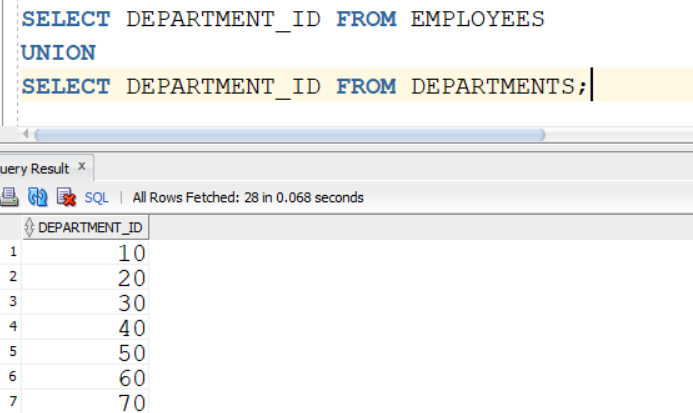 SELECT DEPARTMENT_ID FROM EMPLOYEES
UNION
SELECT DEPARTMENT_ID FROM DEPARTMENTS;
uery Result x
SQL | All Rows Fetched: 28 in 0.068 seconds
DEPARTMENT_ID
1 10
2 20
3 30
4 40
5 50
6 60
7 70